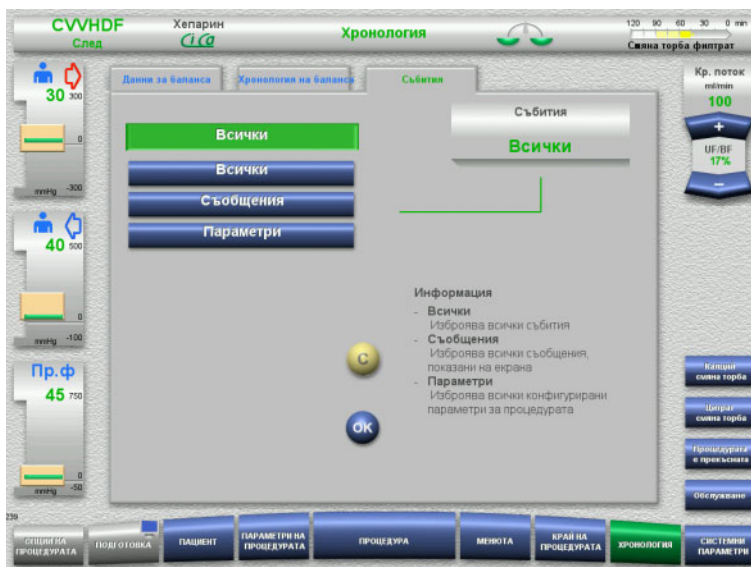 CVVHDF
След
Хепарин
Ci Ca
Хронология
120 90 60 30 0 min
Смяна торба филтрат
30 300
0
mmHg -300
40 500
0
mmHg -100
Пр.ф
45 750
0
mmHg -50
Данни за баланса
Хронология на баланса
Събития
Всички
Всички
Съобщения
Параметри
Събития
Всички
Информация
- Всички
Изброява всички събития
- Съобщения
Изброява всички съобщения,
показани на екрана
- Параметри
Изброява всички конфигурирани
параметри за процедурата
C
OK
Кр. поток
ml/min
100
+
UF/BF
17%
−
Калций
смяна торба
Цитрат
смяна торба
Процедурата
е прекъсната
Обслужване
239
ОПЦИИ НА
ПРОЦЕДУРАТА
ПОДГОТОВКА
ПАЦИЕНТ
ПАРАМЕТРИ НА
ПРОЦЕДУРАТА
ПРОЦЕДУРА
МЕНЮТА
КРАЙ НА
ПРОЦЕДУРАТА
ХРОНОЛОГИЯ
СИСТЕМНИ
ПАРАМЕТРИ